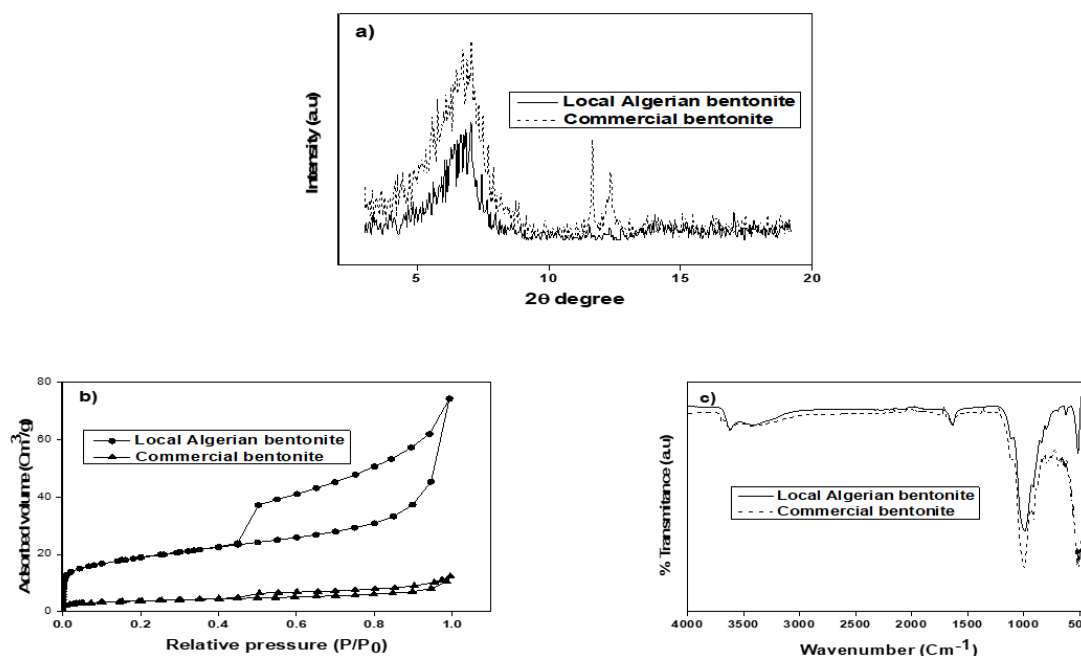 a)
Intensity (a.u)
Local Algerian bentonite
Commercial bentonite
5 10 15 20
2θ degree
b)
Adsorbed volume (Cm³/g)
80
60
40
20
0
Local Algerian bentonite
Commercial bentonite
0.0 0.2 0.4 0.6 0.8 1.0
Relative pressure (P/P0)
c)
% Transmitance (a.u)
Local Algerian bentonite
Commercial bentonite
4000 3500 3000 2500 2000 1500 1000 500
Wavenumber (Cm⁻¹)